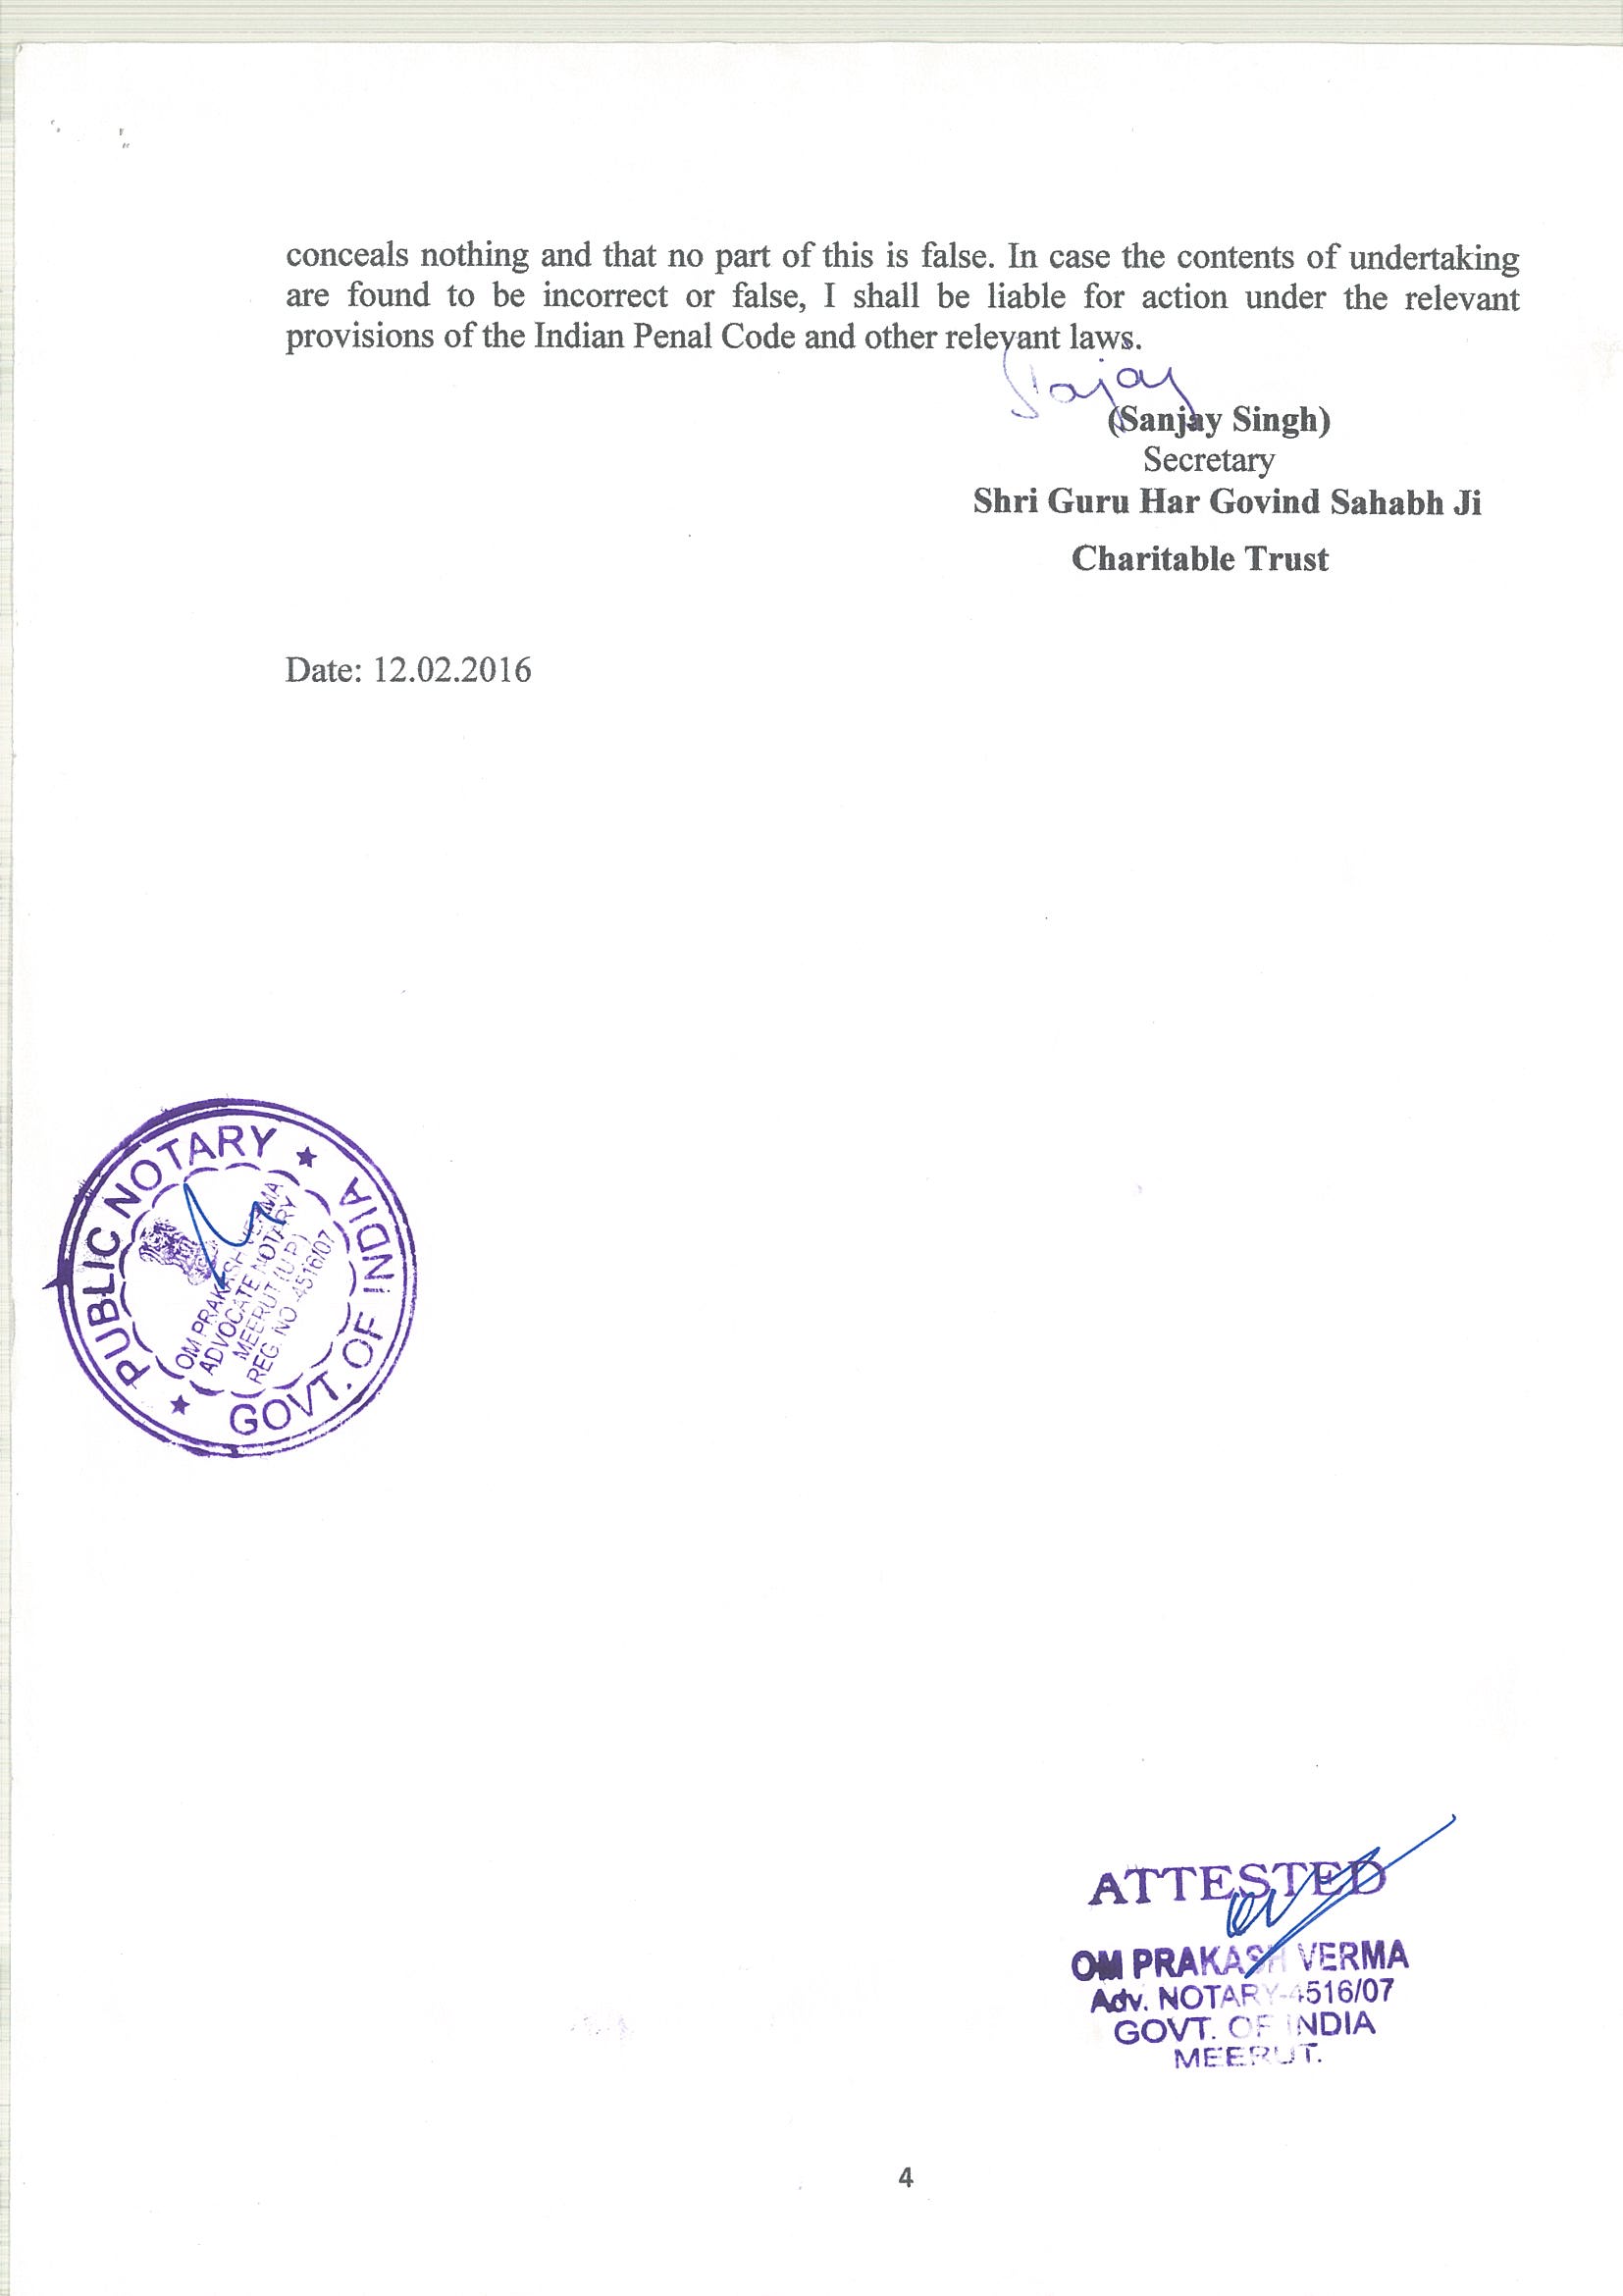 conceals nothing and that no part of this is false. In case the contents of undertaking
are found to be incorrect or false, I shall be liable for action under the relevant
provisions of the Indian Penal Code and other relevant laws.
Sajay
(Sanjay Singh)
Secretary
Shri Guru Har Govind Sahabh Ji
Charitable Trust
Date: 12.02.2016
PUBLIC NOTARY
OM PRAKASH VERMA
ADVOCATE NOTARY
MEERUT (U.P)
REG. NO -4516/07
GOVT. OF INDIA
ATTESTED
OM PRAKASH VERMA
Adv. NOTARY-4516/07
GOVT. OF INDIA
MEERUT.
4